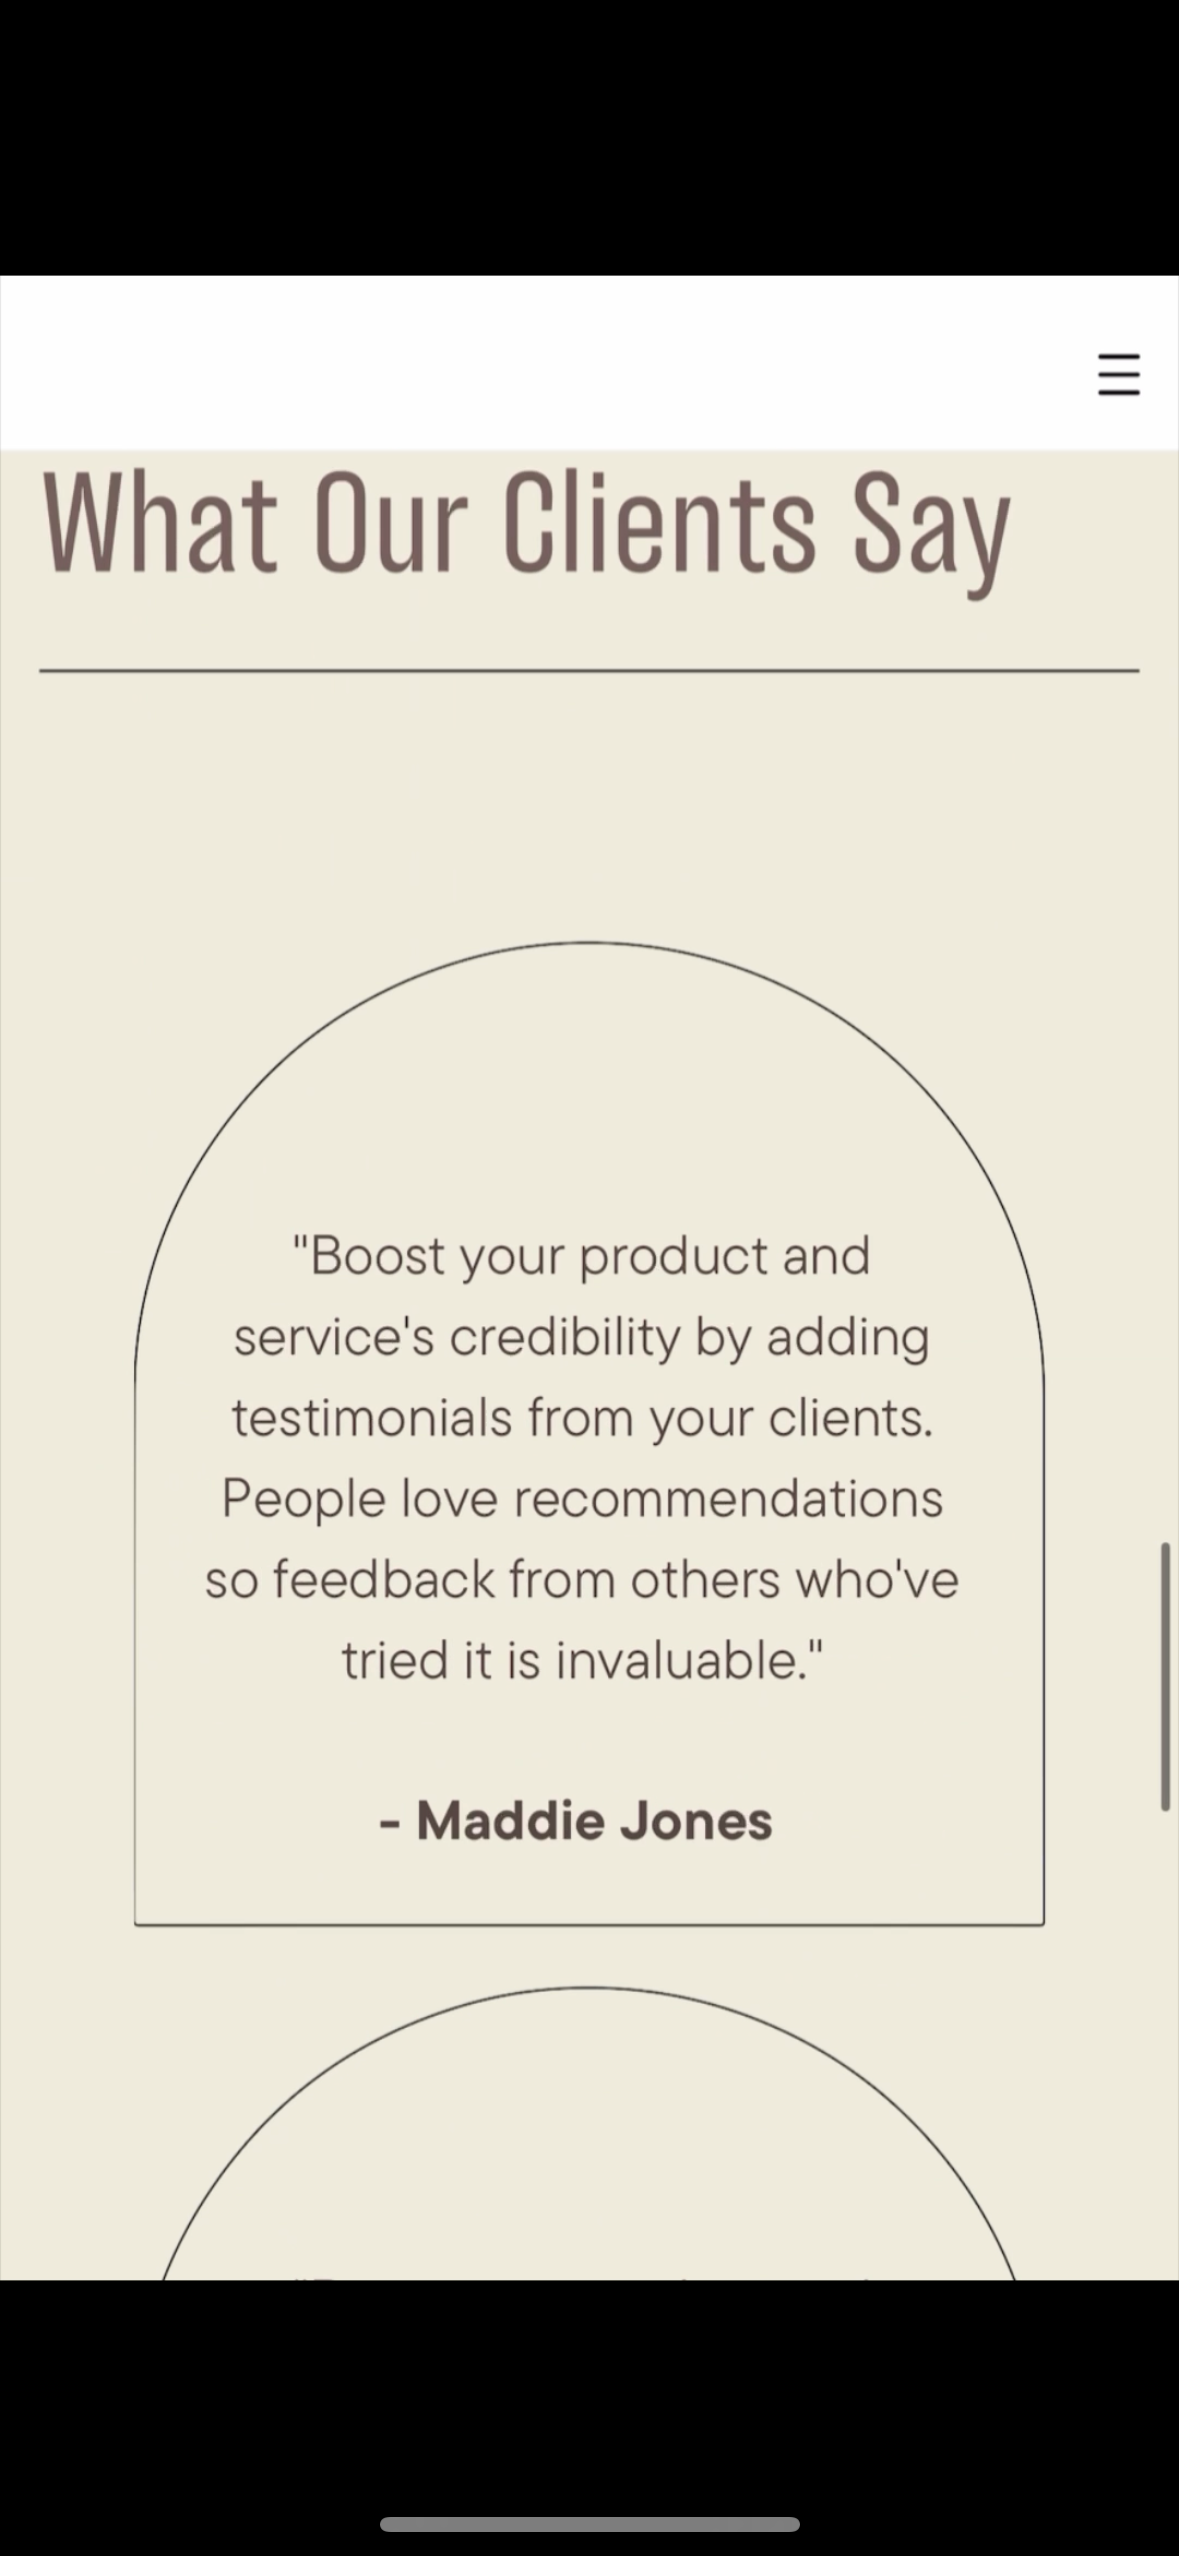 What Our Clients Say
"Boost your product and
service's credibility by adding
testimonials from your clients.
People love recommendations
so feedback from others who've
tried it is invaluable."
- Maddie Jones